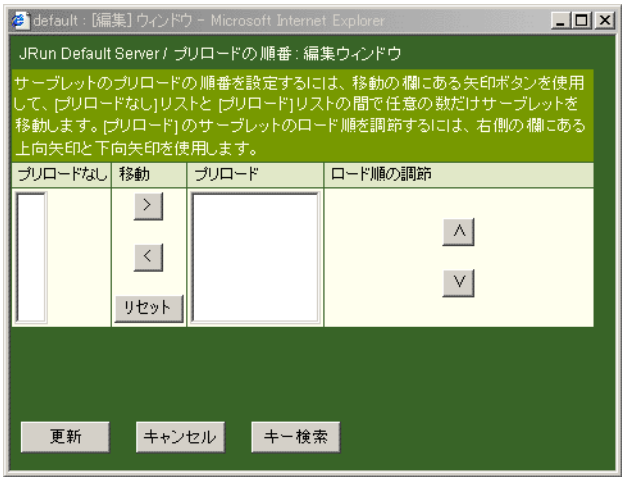 default : [編集] ウィンドウ - Microsoft Internet Explorer
JRun Default Server / プリロードの順番 : 編集ウィンドウ
サーブレットのプリロードの順番を設定するには、移動の欄にある矢印ボタンを使用
して、[プリロードなし]リストと [プリロード]リストの間で任意の数だけサーブレットを
移動します。[プリロード] のサーブレットのロード順を調節するには、右側の欄にある
上向矢印と下向矢印を使用します。
プリロードなし 移動 プリロード ロード順の調節
>
<
リセット
∧
∨
更新 キャンセル キー検索